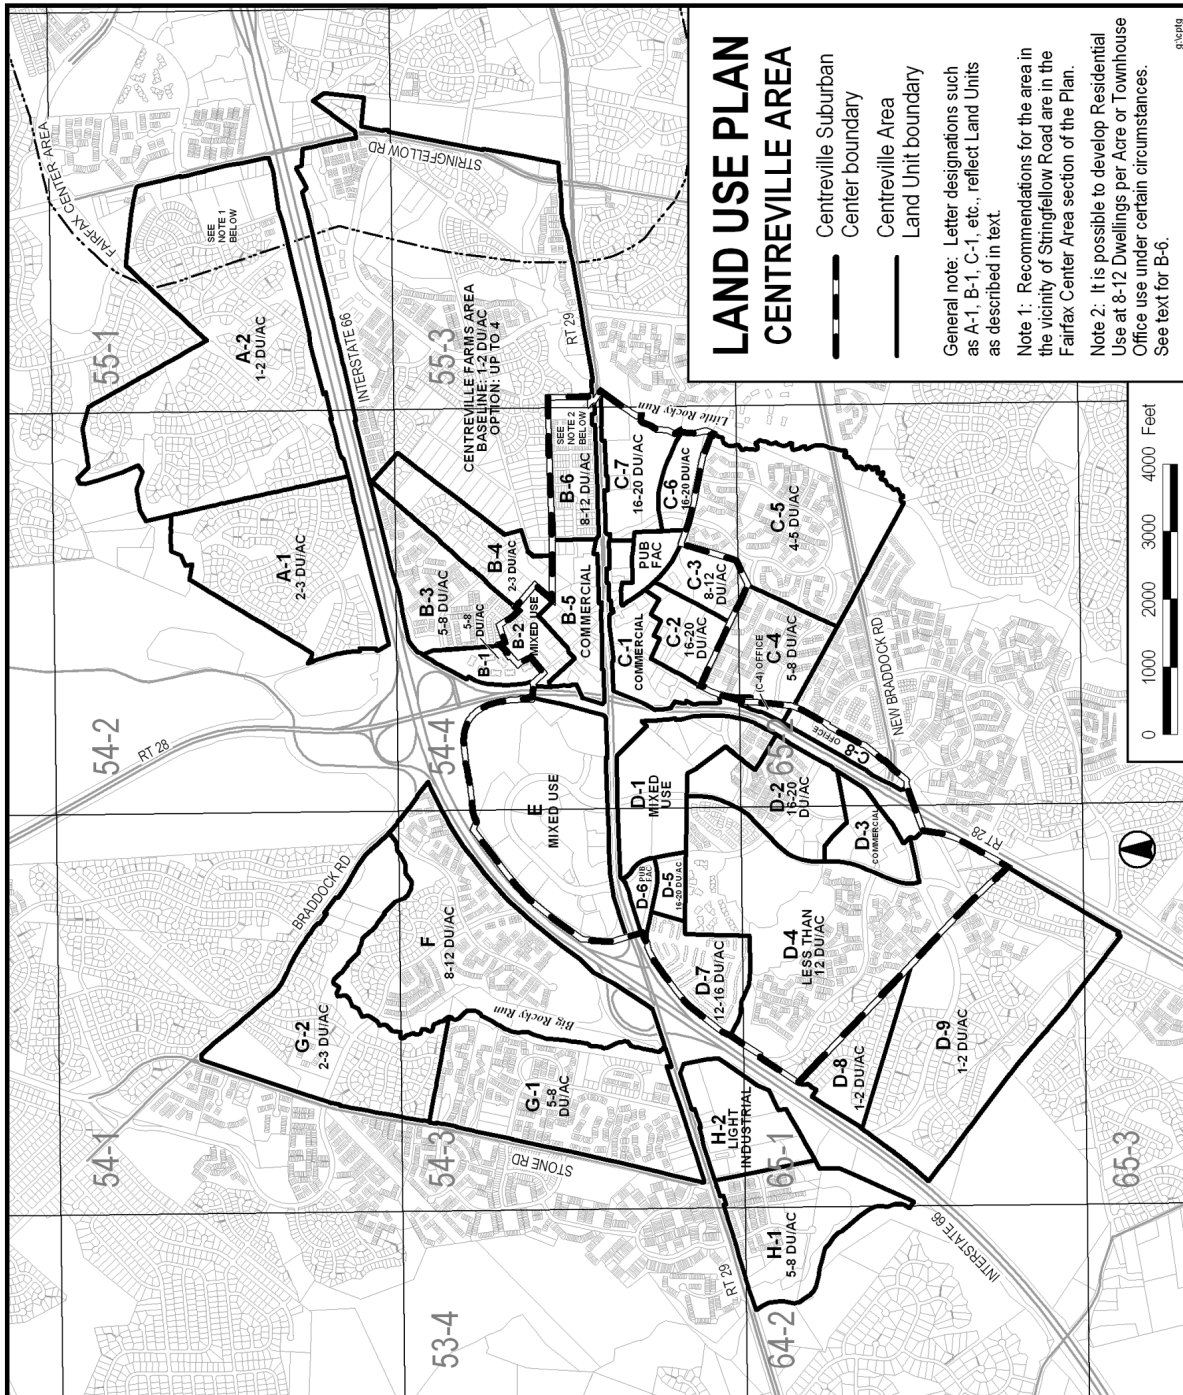 LAND USE PLAN
CENTREVILLE AREA
Centreville Suburban
Center boundary
Centreville Area
Land Unit boundary
General note: Letter designations such
as A-1, B-1, C-1, etc., reflect Land Units
as described in text.
Note 1: Recommendations for the area in
the vicinity of Stringfellow Road are in the
Fairfax Center Area section of the Plan.
Note 2: It is possible to develop Residential
Use at 8-12 Dwellings per Acre or Townhouse
Office use under certain circumstances.
See text for B-6.
0 1000 2000 3000 4000 Feet
54-1
54-2
55-1
53-4
54-3
54-4
55-3
64-2
65-1
65-2
65-3
FAIRFAX CENTER AREA
SEE
NOTE 1
BELOW
A-2
1-2 DU/AC
A-1
2-3 DU/AC
INTERSTATE 66
STRINGFELLOW RD
CENTREVILLE FARMS AREA
BASELINE: 1-2 DU/AC
OPTION: UP TO 4
RT 29
RT 28
BRADDOCK RD
B-3
5-8 DU/AC
B-4
2-3 DU/AC
5-8
DU/AC
B-1
B-2
MIXED USE
B-5
COMMERCIAL
B-6
8-12 DU/AC
SEE
NOTE 2
BELOW
C-7
16-20 DU/AC
C-6
16-20 DU/AC
Little Rocky Run
PUB
FAC
C-1
COMMERCIAL
C-2
16-20
DU/AC
C-3
8-12
DU/AC
C-5
4-5 DU/AC
C-4
5-8 DU/AC
(C-4) OFFICE
C-8
OFFICE
NEW BRADDOCK RD
E
MIXED USE
D-1
MIXED
USE
D-2
16-20
DU/AC
D-3
COMMERCIAL
RT 28
D-6
PUB
FAC
D-5
16-20 DU/AC
D-4
LESS THAN
12 DU/AC
D-7
12-16 DU/AC
D-8
1-2 DU/AC
D-9
1-2 DU/AC
F
8-12 DU/AC
G-2
2-3 DU/AC
G-1
5-8
DU/AC
Big Rocky Run
STONE RD
H-2
LIGHT
INDUSTRIAL
H-1
5-8 DU/AC
RT 29
INTERSTATE 66